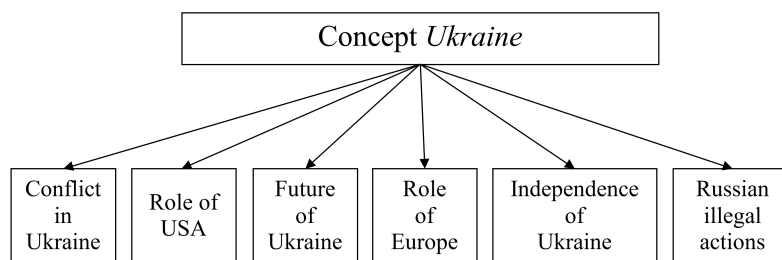 Concept Ukraine
Conflict
in
Ukraine
Role of
USA
Future
of
Ukraine
Role
of
Europe
Independence
of
Ukraine
Russian
illegal
actions